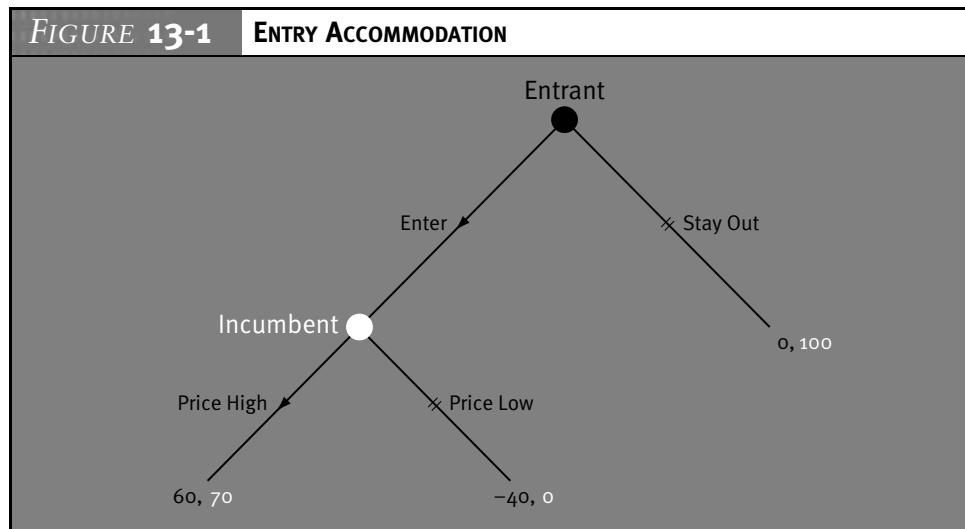 FIGURE 13-1 ENTRY ACCOMMODATION
Entrant
Enter
Stay Out
Incumbent
0, 100
Price High
Price Low
60, 70
–40, 0